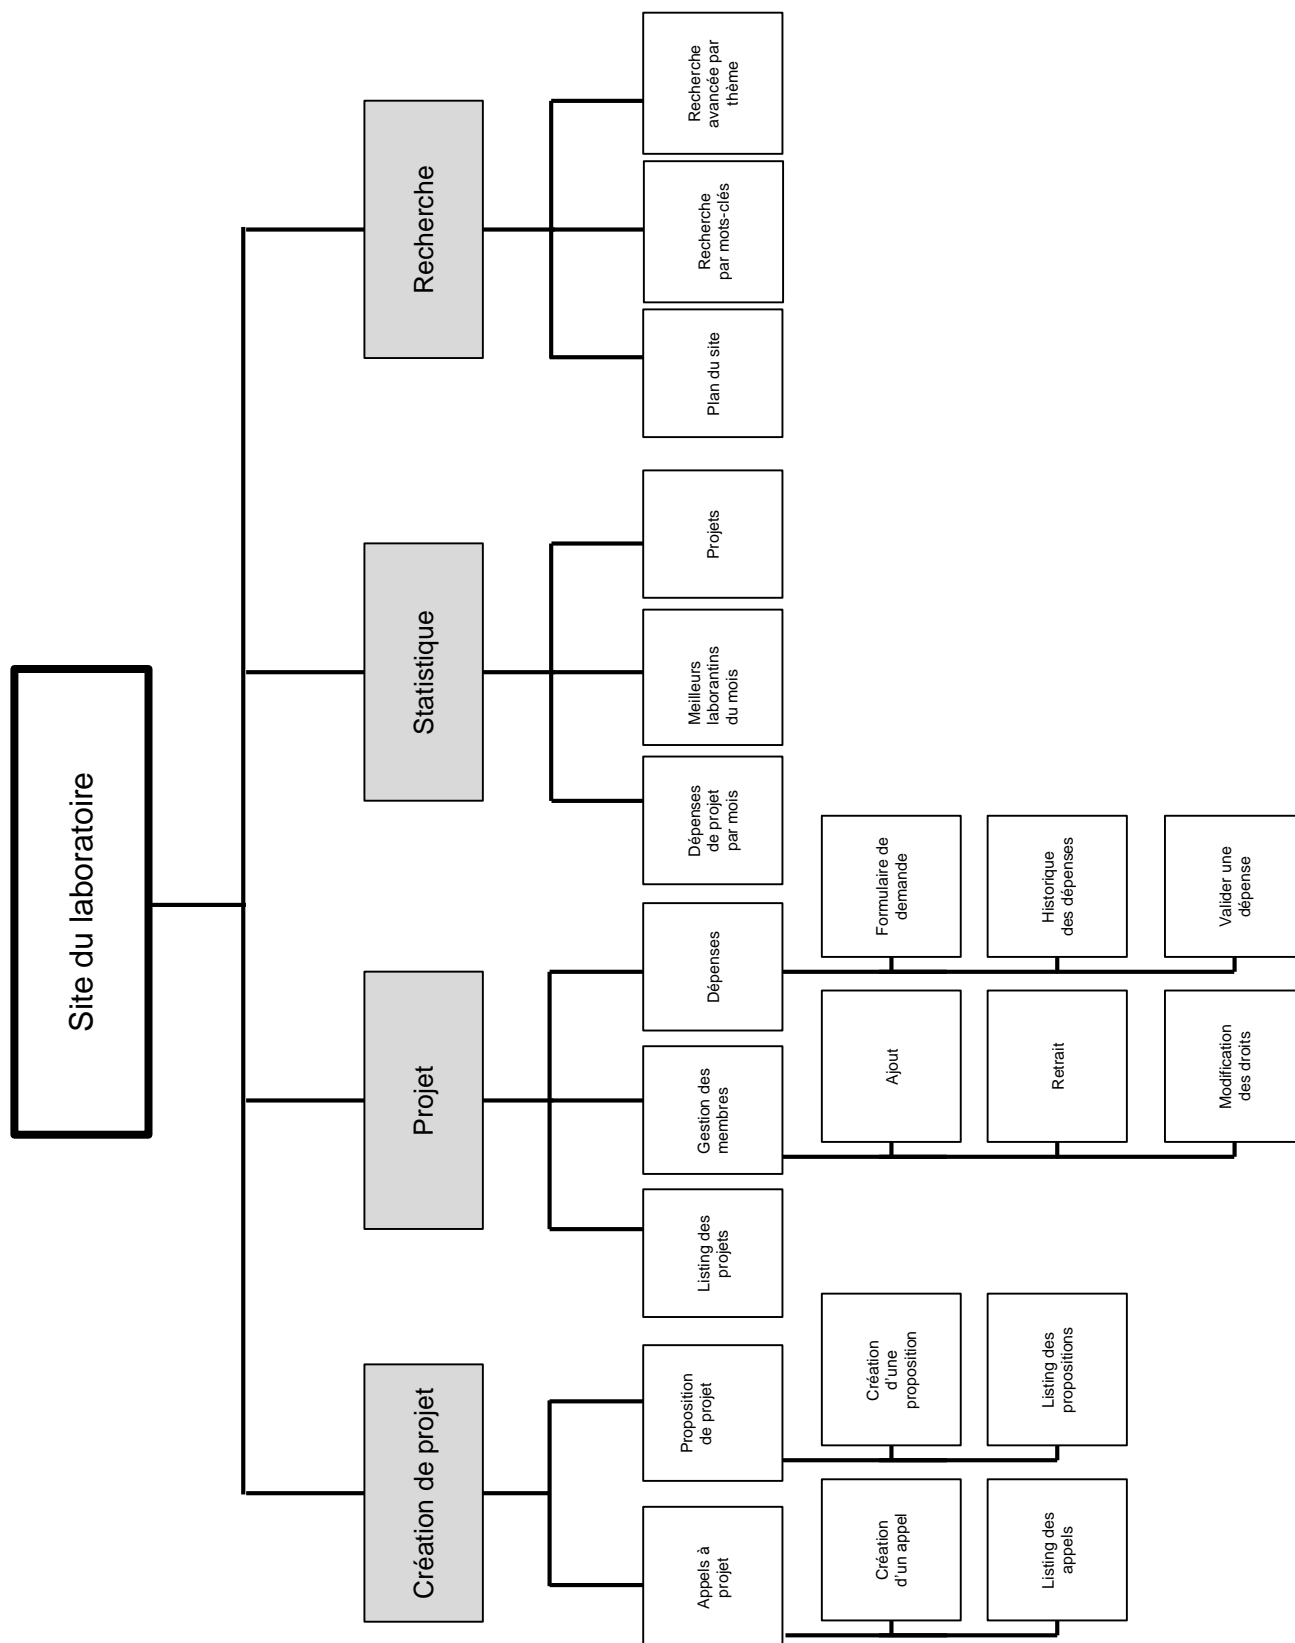 Site du laboratoire
Création de projet
Projet
Statistique
Recherche
Appels à
projet
Proposition
de projet
Listing des
projets
Gestion des
membres
Dépenses
Dépenses
de projet
par mois
Meilleurs
laborantins
du mois
Projets
Plan du site
Recherche
par mots-clés
Recherche
avancée par
thème
Création
d’un appel
Création
d’une
proposition
Ajout
Formulaire de
demande
Listing des
appels
Listing des
propositions
Retrait
Historique
des dépenses
Modification
des droits
Valider une
dépense